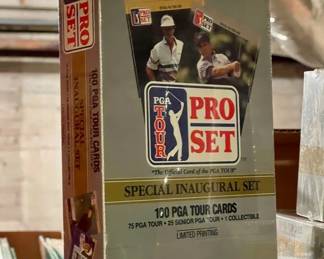 PRO
SET
100 PGA TOUR CARDS
SPECIAL
INAUGURAL SET
PGA
TOUR
PRO
SET
"The Official Card of the PGA TOUR"
SPECIAL INAUGURAL SET
100 PGA TOUR CARDS
75 PGA TOUR • 25 SENIOR PGA TOUR • 1 COLLECTIBLE
LIMITED PRINTING